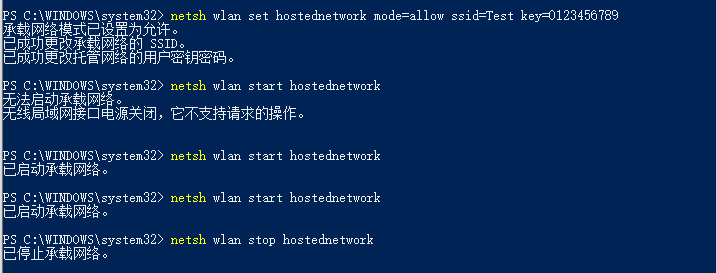 PS C:\WINDOWS\system32> netsh wlan set hostednetwork mode=allow ssid=Test key=0123456789
承载网络模式已设置为允许。
已成功更改承载网络的 SSID。
已成功更改托管网络的用户密钥密码。
PS C:\WINDOWS\system32> netsh wlan start hostednetwork
无法启动承载网络。
无线局域网接口电源关闭，它不支持请求的操作。
PS C:\WINDOWS\system32> netsh wlan start hostednetwork
已启动承载网络。
PS C:\WINDOWS\system32> netsh wlan start hostednetwork
已启动承载网络。
PS C:\WINDOWS\system32> netsh wlan stop hostednetwork
已停止承载网络。